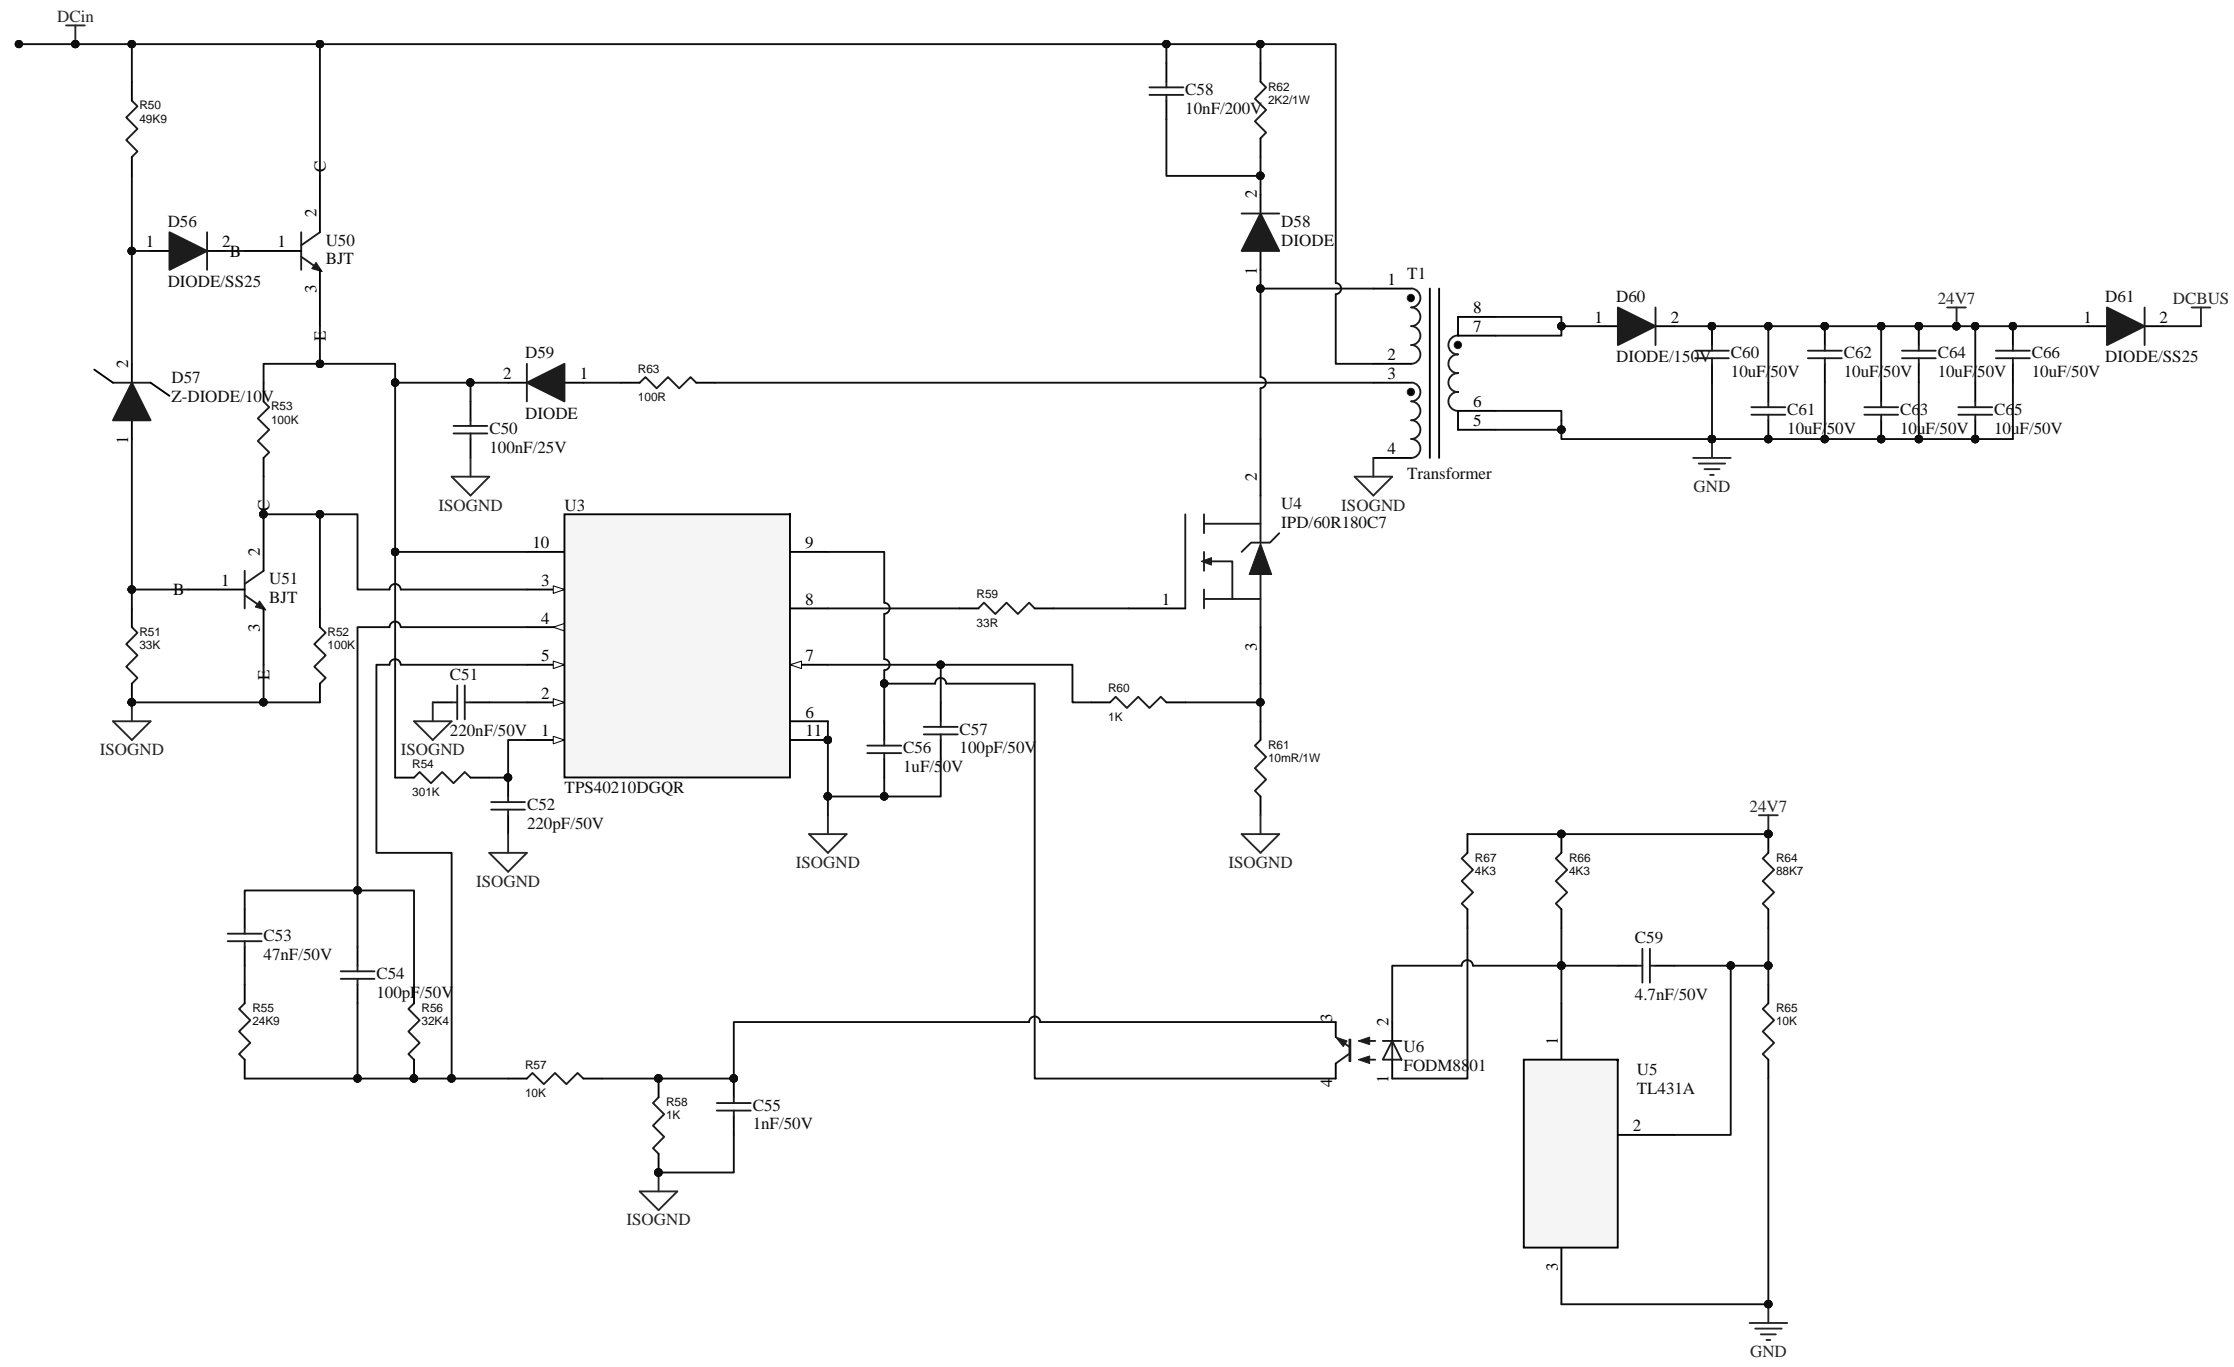 DCin
R50
49K9
C58
10nF/200V
R62
2K2/1W
C
2
D56
1
2
B
DIODE/SS25
1
U50
BJT
3
E
2
D58
DIODE
1
T1
1
2
3
4
Transformer
8
7
6
5
D60
1
2
DIODE/150V
24V7
D61
1
2
DIODE/SS25
DCBUS
C60
10uF/50V
C62
10uF/50V
C64
10uF/50V
C66
10uF/50V
C61
10uF/50V
C63
10uF/50V
C65
10uF/50V
GND
2
D57
Z-DIODE/10V
1
R53
100K
D59
2
1
DIODE
R63
100R
C50
100nF/25V
ISOGND
ISOGND
C
2
B
1
U51
BJT
3
E
R51
33K
R52
100K
ISOGND
U3
10
3
4
5
2
1
9
8
7
6
11
TPS40210DGQR
C51
220nF/50V
ISOGND
R54
301K
C52
220pF/50V
ISOGND
R59
33R
1
2
U4
IPD/60R180C7
3
R60
1K
R61
10mR/1W
ISOGND
C56
1uF/50V
C57
100pF/50V
ISOGND
C53
47nF/50V
C54
100pF/50V
R55
24K9
R56
32K4
R57
10K
R58
1K
C55
1nF/50V
ISOGND
24V7
R67
4K3
R66
4K3
R64
88K7
C59
4.7nF/50V
R65
10K
3
4
2
1
U6
FODM8801
1
U5
TL431A
2
3
GND